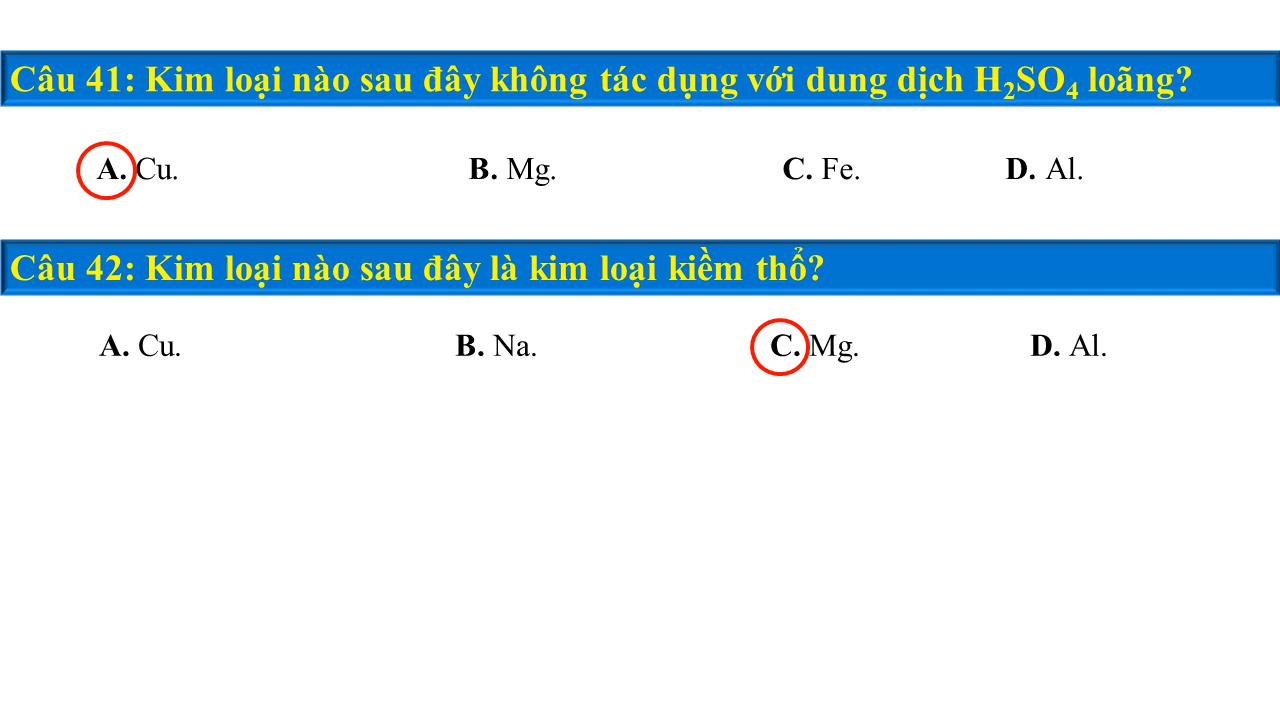 Câu 41: Kim loại nào sau đây không tác dụng với dung dịch H₂SO₄ loãng?
A. Cu. B. Mg. C. Fe. D. Al.
Câu 42: Kim loại nào sau đây là kim loại kiềm thổ?
A. Cu. B. Na. C. Mg. D. Al.